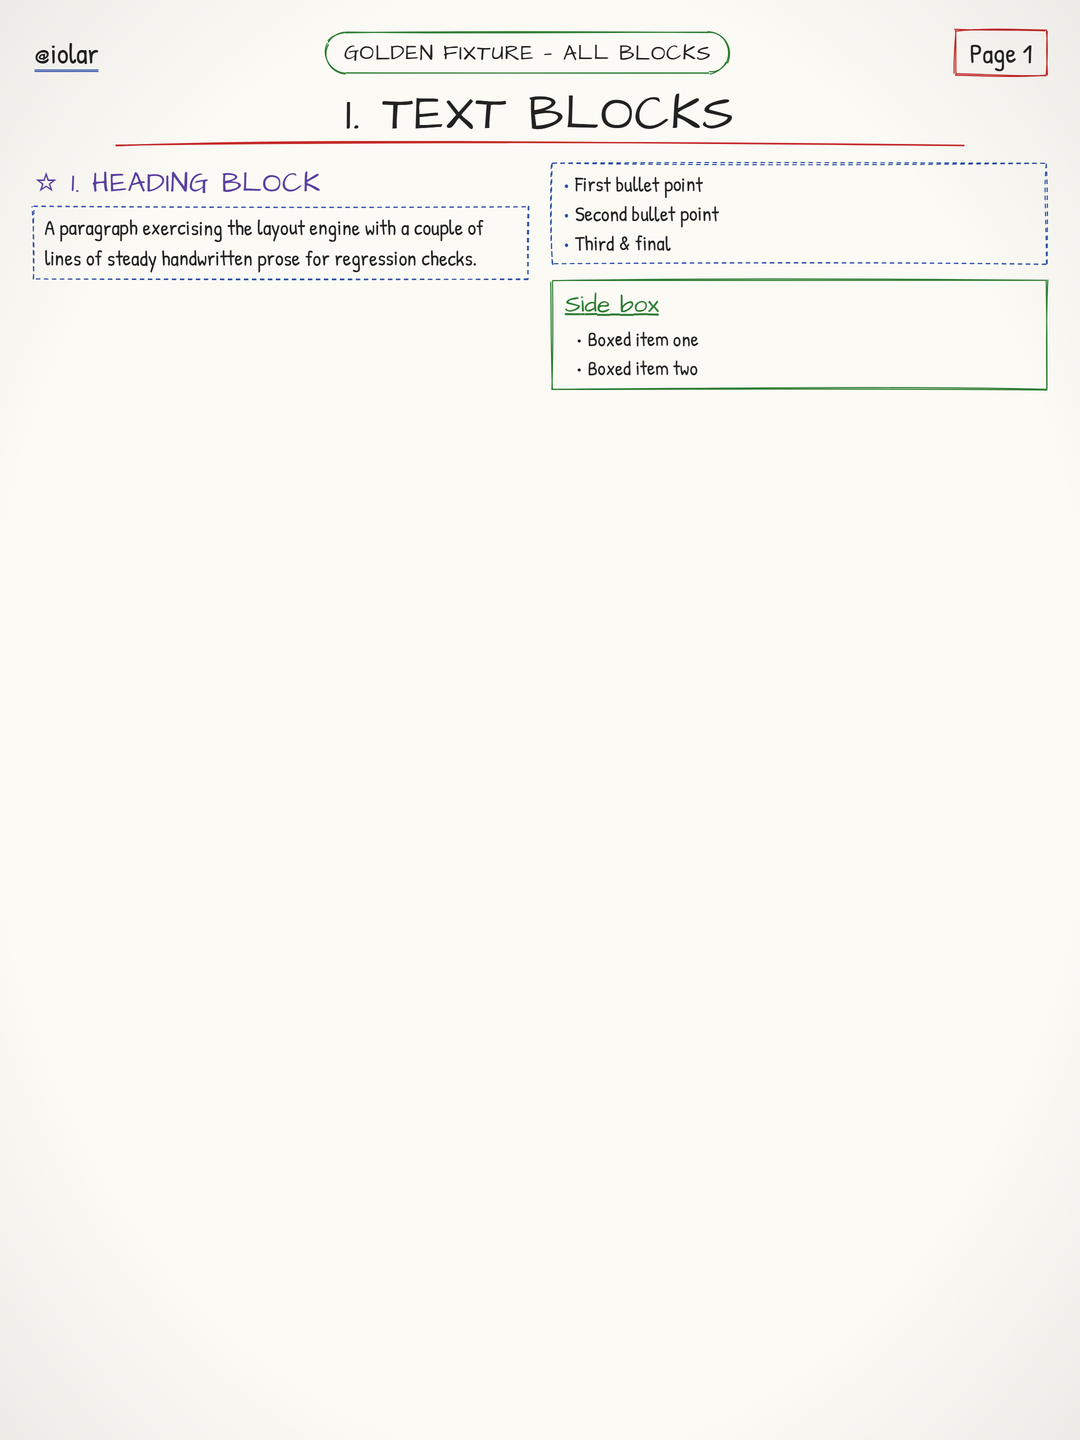 @iolar
GOLDEN FIXTURE - ALL BLOCKS
Page 1
1. TEXT BLOCKS
☆ 1. HEADING BLOCK
A paragraph exercising the layout engine with a couple of
lines of steady handwritten prose for regression checks.
• First bullet point
• Second bullet point
• Third & final
Side box
• Boxed item one
• Boxed item two